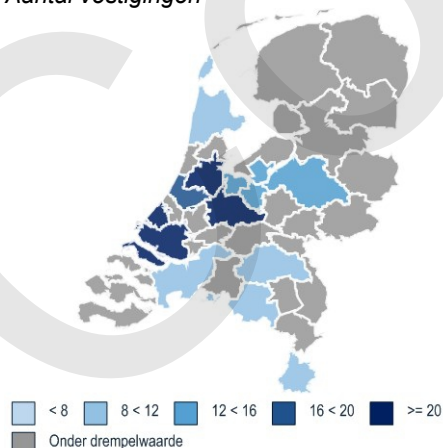 Aantal vestigingen
< 8 8 < 12 12 < 16 16 < 20 >= 20
Onder drempelwaarde